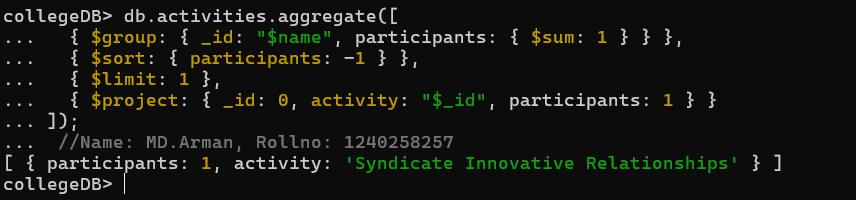 collegeDB> db.activities.aggregate([
...   { $group: { _id: "$name", participants: { $sum: 1 } } },
...   { $sort: { participants: -1 } },
...   { $limit: 1 },
...   { $project: { _id: 0, activity: "$_id", participants: 1 } }
... ]);
...  //Name: MD.Arman, Rollno: 1240258257
[ { participants: 1, activity: 'Syndicate Innovative Relationships' } ]
collegeDB>